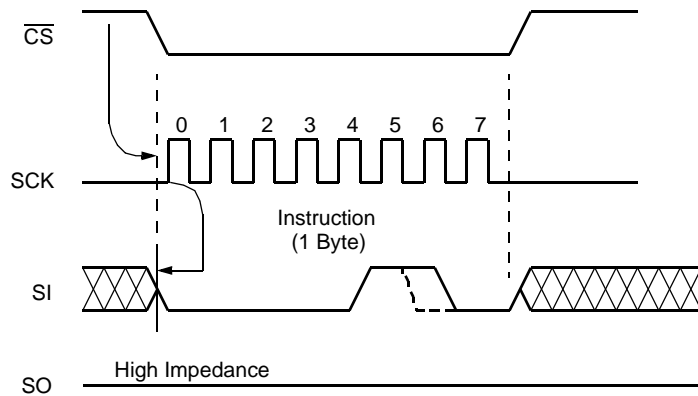 CS
0 1 2 3 4 5 6 7
SCK
Instruction
(1 Byte)
SI
High Impedance
SO